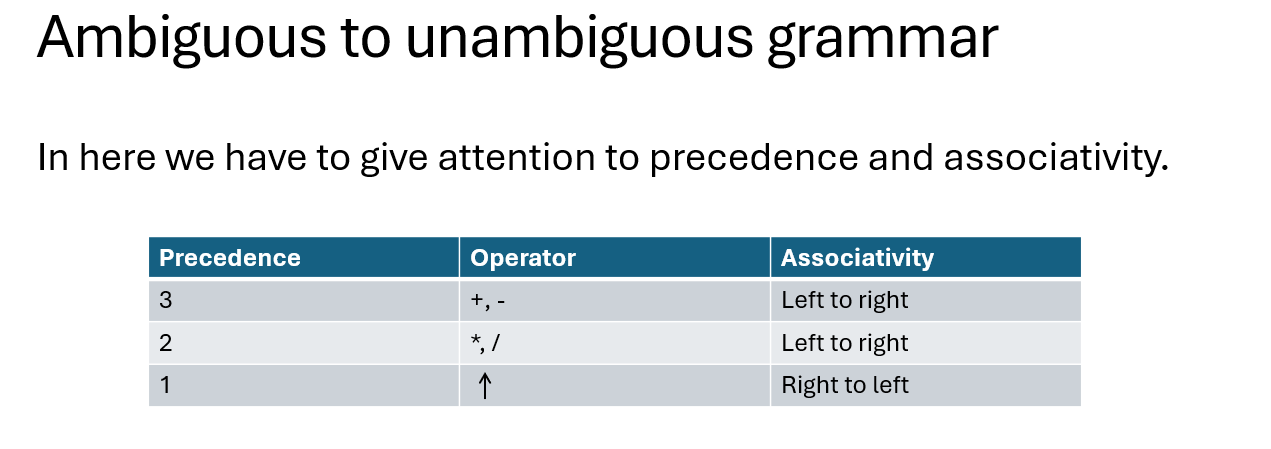 Ambiguous to unambiguous grammar
In here we have to give attention to precedence and associativity.
Precedence Operator Associativity
3 +, - Left to right
2 *, / Left to right
1 ↑ Right to left